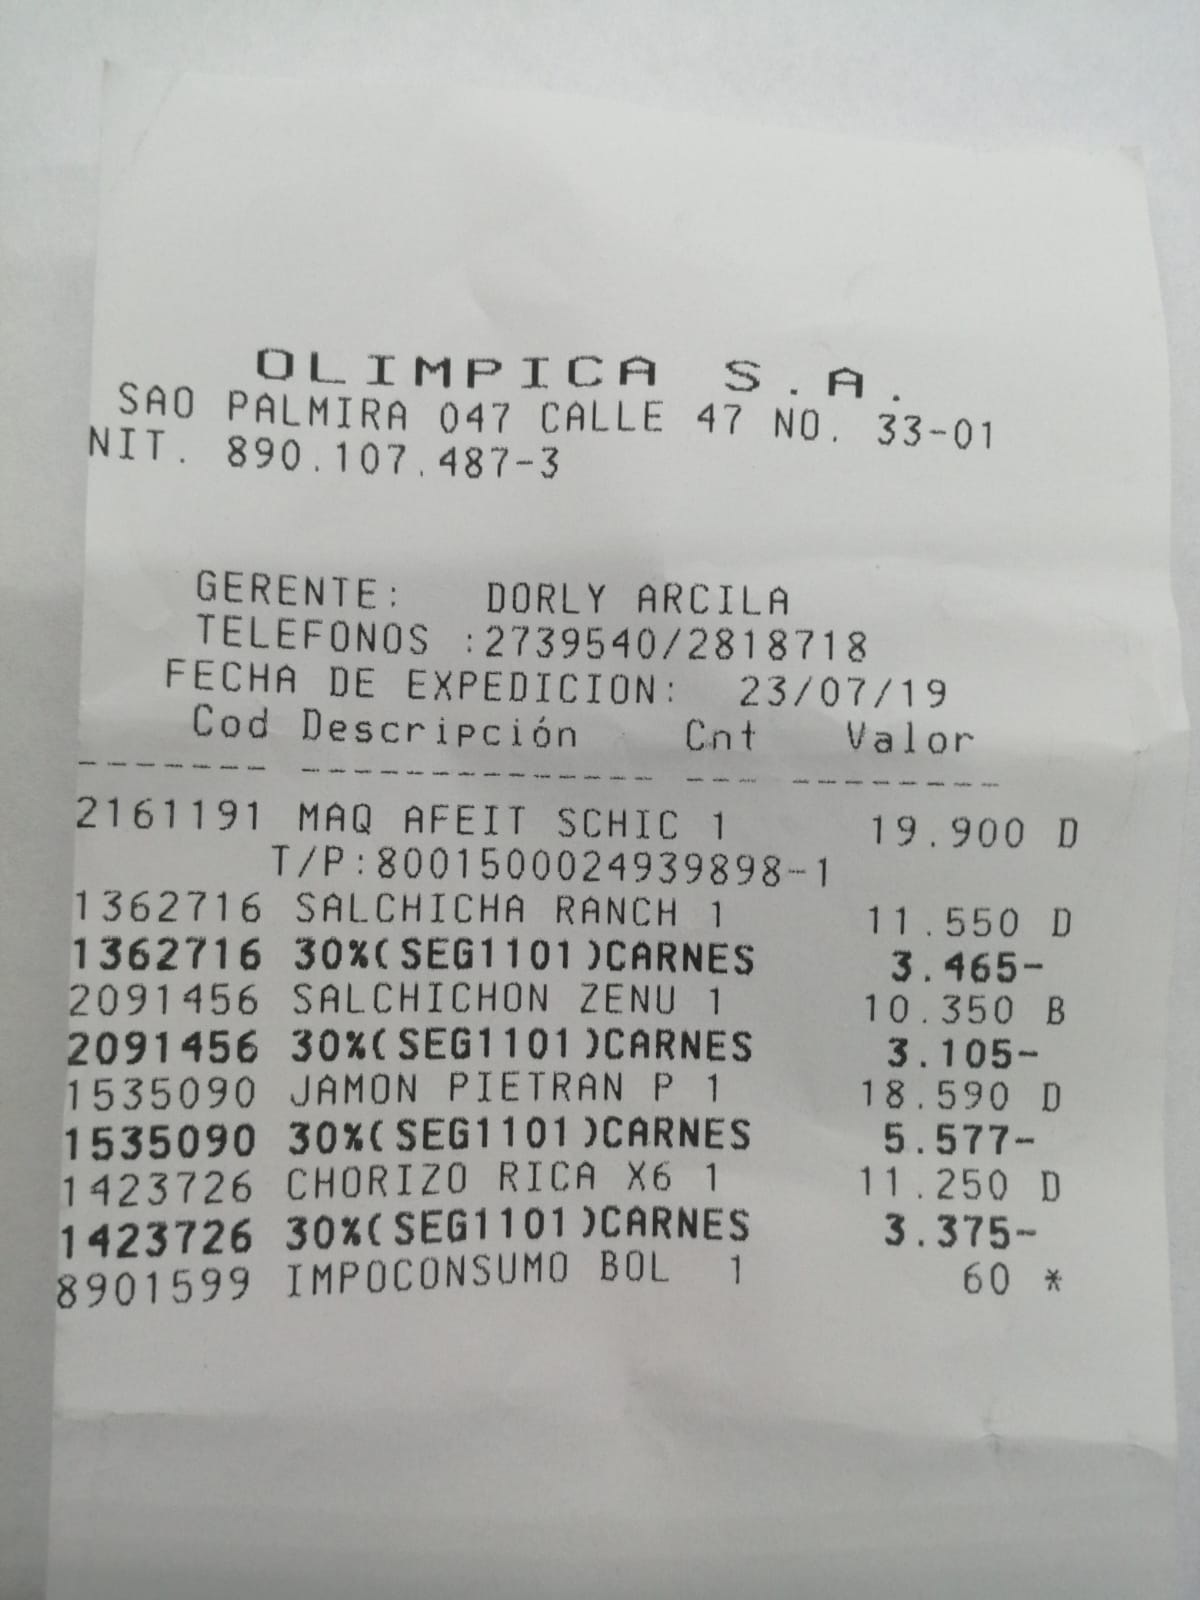 OLIMPICA S.A.
SAO PALMIRA 047 CALLE 47 NO. 33-01
NIT. 890.107.487-3
GERENTE: DORLY ARCILA
TELEFONOS :2739540/2818718
FECHA DE EXPEDICION: 23/07/19
Cod Descripción Cnt Valor
------- ------------- --- --------
2161191 MAQ AFEIT SCHIC 1 19.900 D
T/P:8001500024939898-1
1362716 SALCHICHA RANCH 1 11.550 D
1362716 30%(SEG1101)CARNES 3.465-
2091456 SALCHICHON ZENU 1 10.350 B
2091456 30%(SEG1101)CARNES 3.105-
1535090 JAMON PIETRAN P 1 18.590 D
1535090 30%(SEG1101)CARNES 5.577-
1423726 CHORIZO RICA X6 1 11.250 D
1423726 30%(SEG1101)CARNES 3.375-
8901599 IMPOCONSUMO BOL 1 60 *